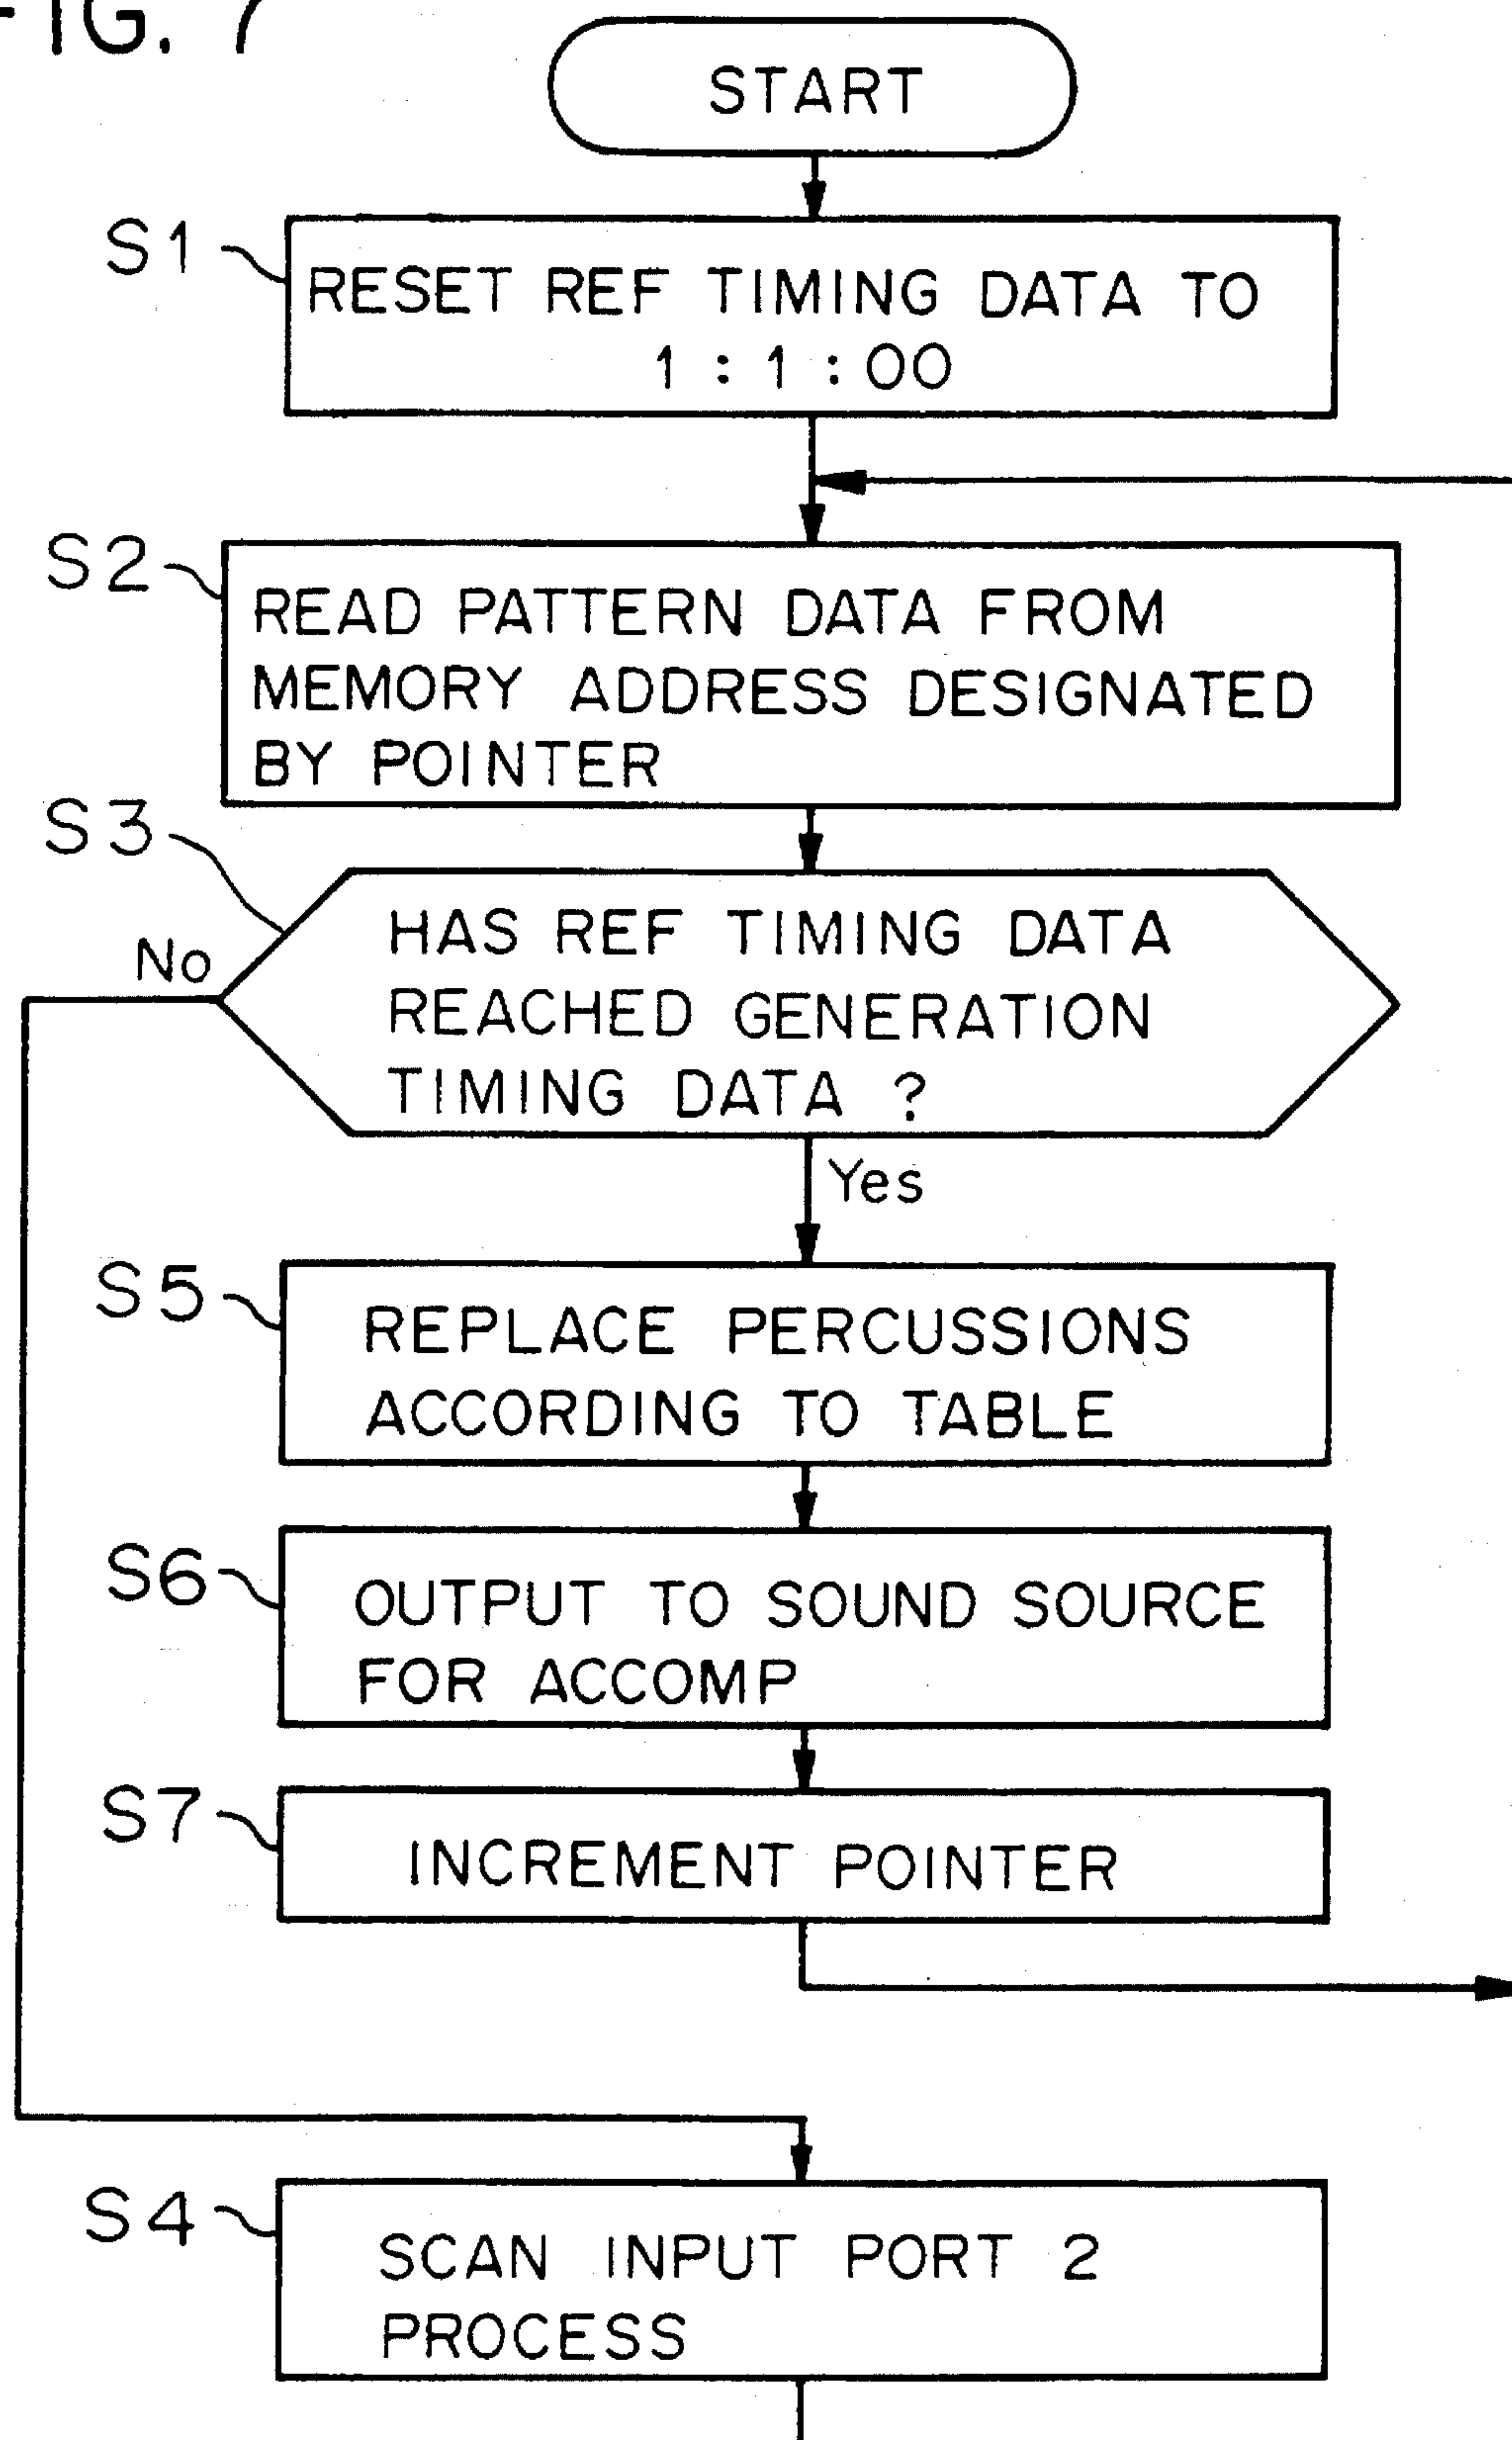 FIG. 7
START
S1
RESET REF TIMING DATA TO
1 : 1 : 00
S2
READ PATTERN DATA FROM
MEMORY ADDRESS DESIGNATED
BY POINTER
S3
No
HAS REF TIMING DATA
REACHED GENERATION
TIMING DATA ?
Yes
S5
REPLACE PERCUSSIONS
ACCORDING TO TABLE
S6
OUTPUT TO SOUND SOURCE
FOR ACCOMP
S7
INCREMENT POINTER
S4
SCAN INPUT PORT 2
PROCESS